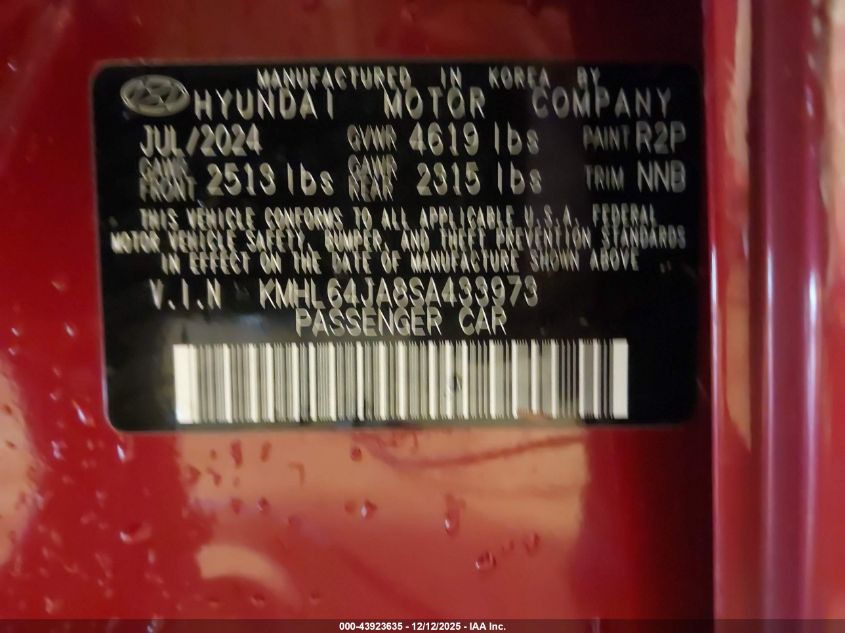 MANUFACTURED IN KOREA BY
HYUNDAI MOTOR COMPANY
JUL/2024 GVWR 4619 lbs PAINT R2P
GAWR FRONT 2513 lbs GAWR REAR 2315 lbs TRIM NNB
THIS VEHICLE CONFORMS TO ALL APPLICABLE U.S.A. FEDERAL
MOTOR VEHICLE SAFETY, BUMPER, AND THEFT PREVENTION STANDARDS
IN EFFECT ON THE DATE OF MANUFACTURE SHOWN ABOVE
V.I.N KMHL64JA8SA433973
PASSENGER CAR
000-43923635 - 12/12/2025 - IAA Inc.